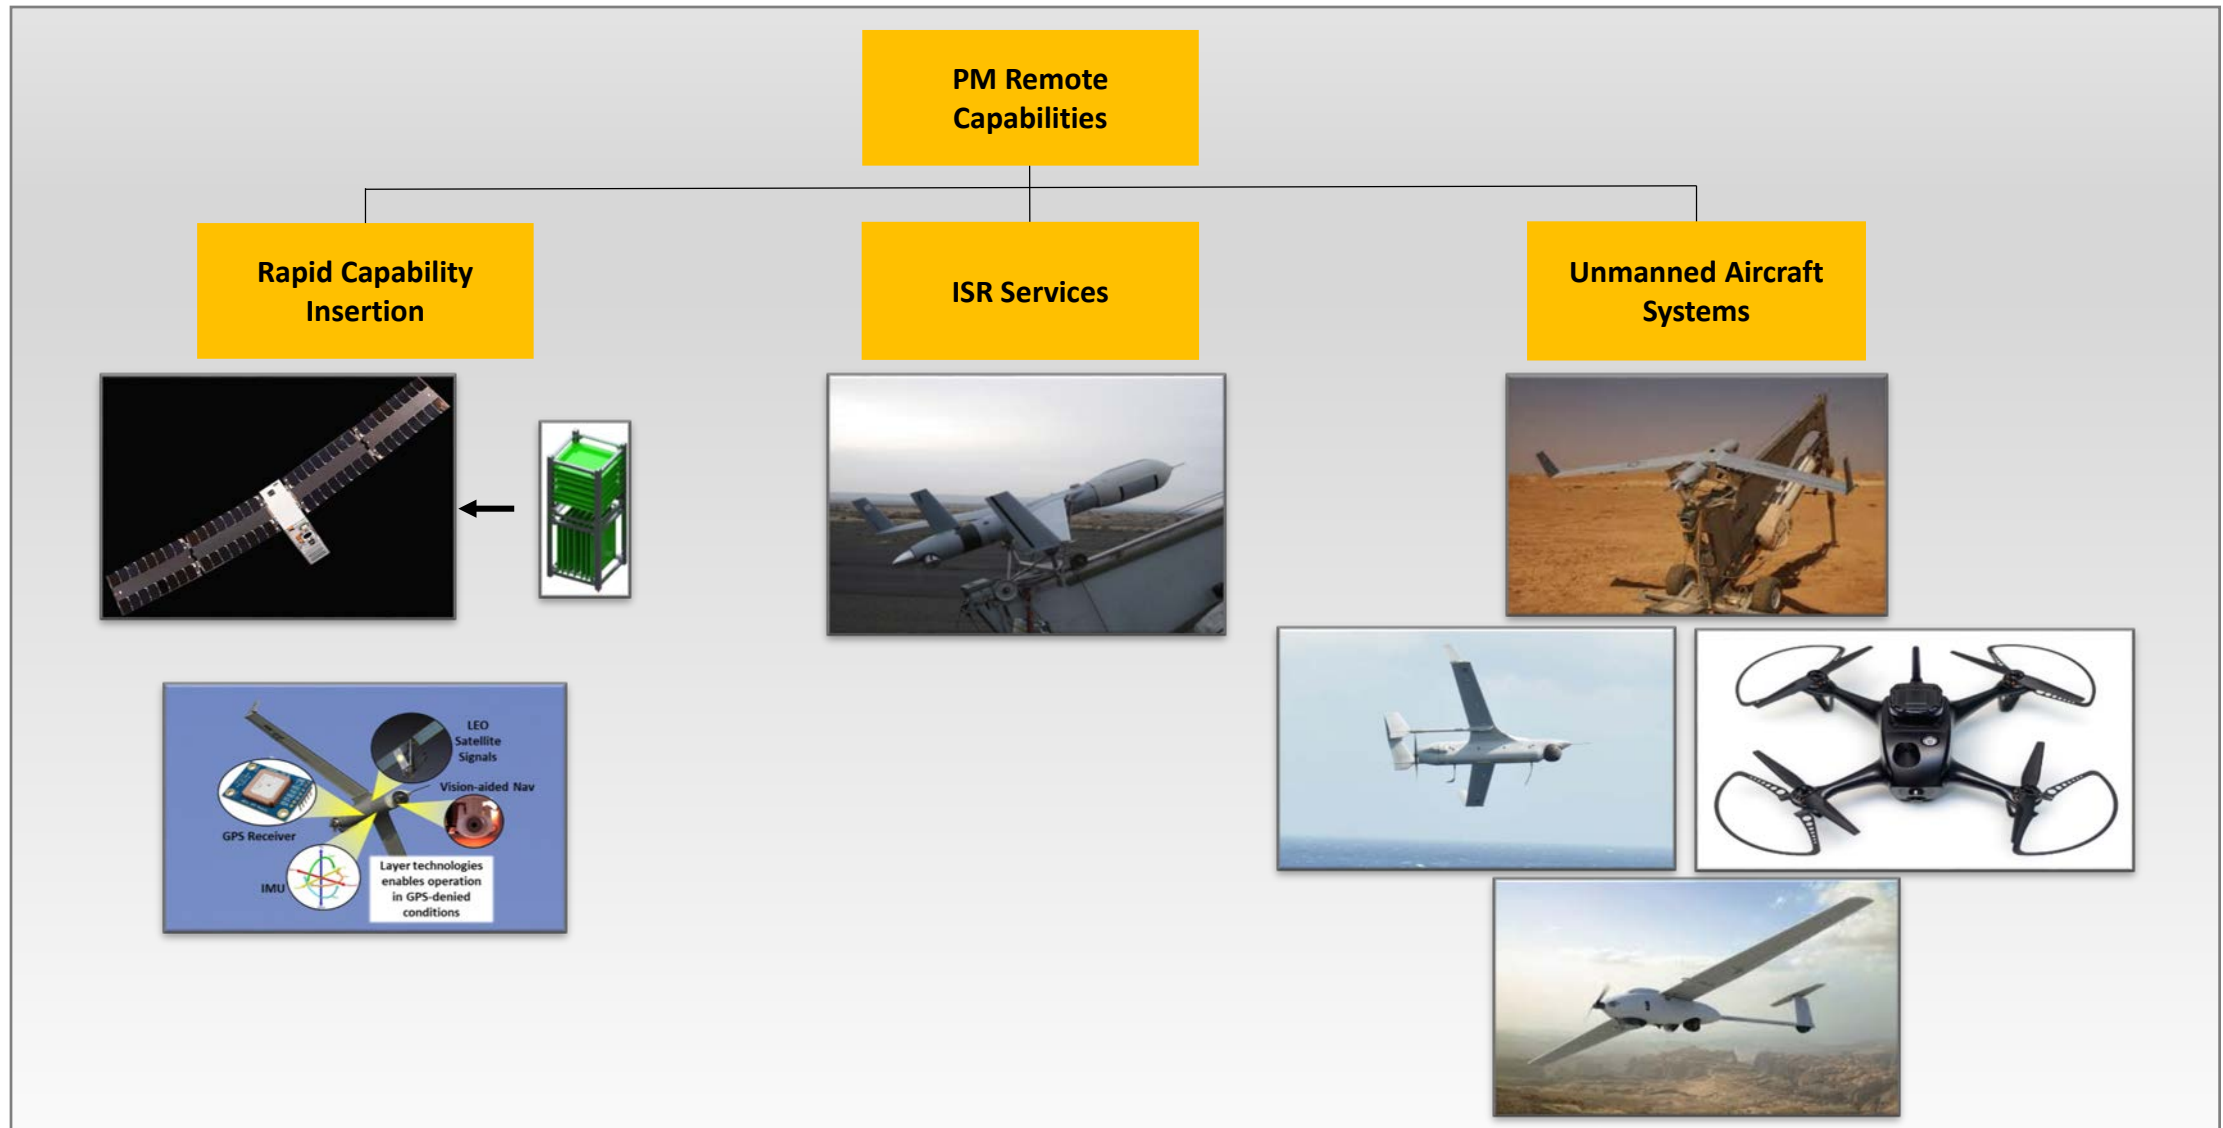 PM Remote
Capabilities
Rapid Capability
Insertion
ISR Services
Unmanned Aircraft
Systems
LEO
Satellite
Signals
Vision-aided Nav
GPS Receiver
IMU
Layer technologies
enables operation
in GPS-denied
conditions